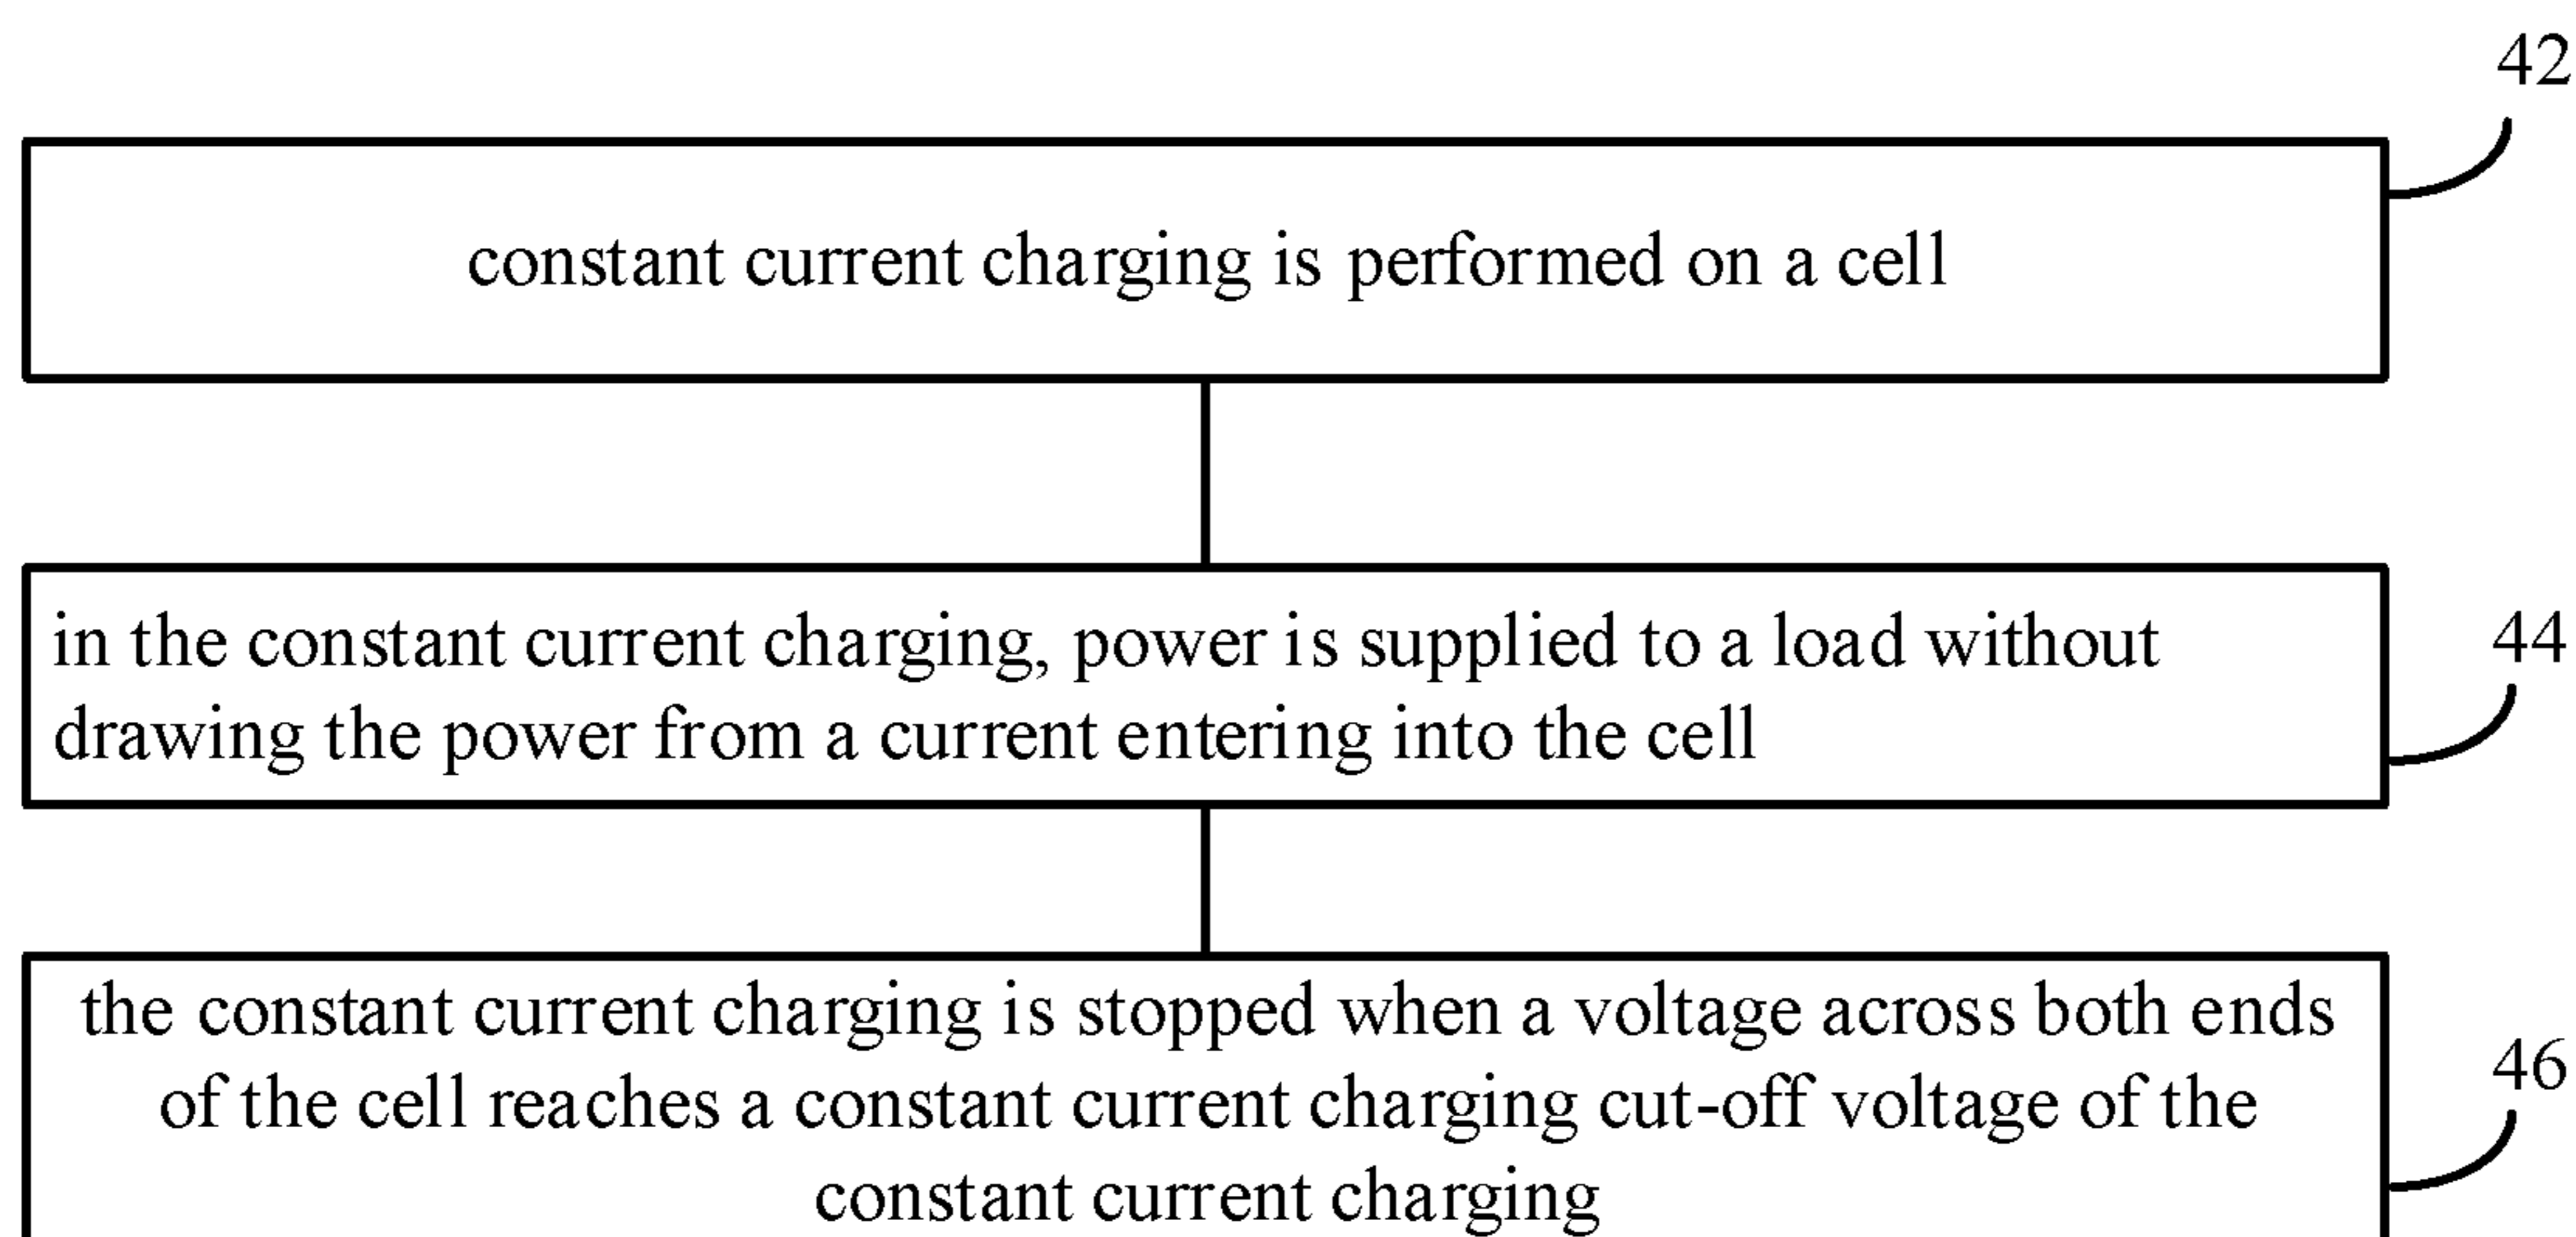 42
constant current charging is performed on a cell
in the constant current charging, power is supplied to a load without
drawing the power from a current entering into the cell
44
the constant current charging is stopped when a voltage across both ends
of the cell reaches a constant current charging cut-off voltage of the
constant current charging
46